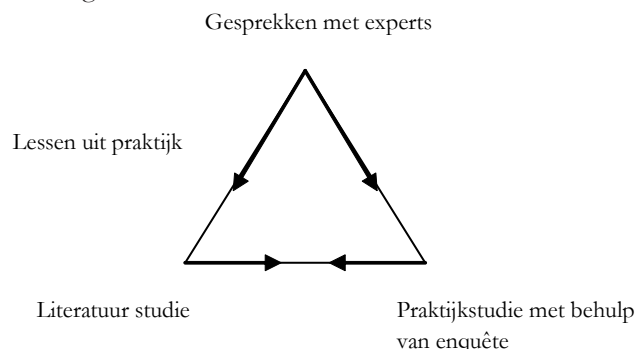 Gesprekken met experts
Lessen uit praktijk
Literatuur studie
Praktijkstudie met behulp
van enquête